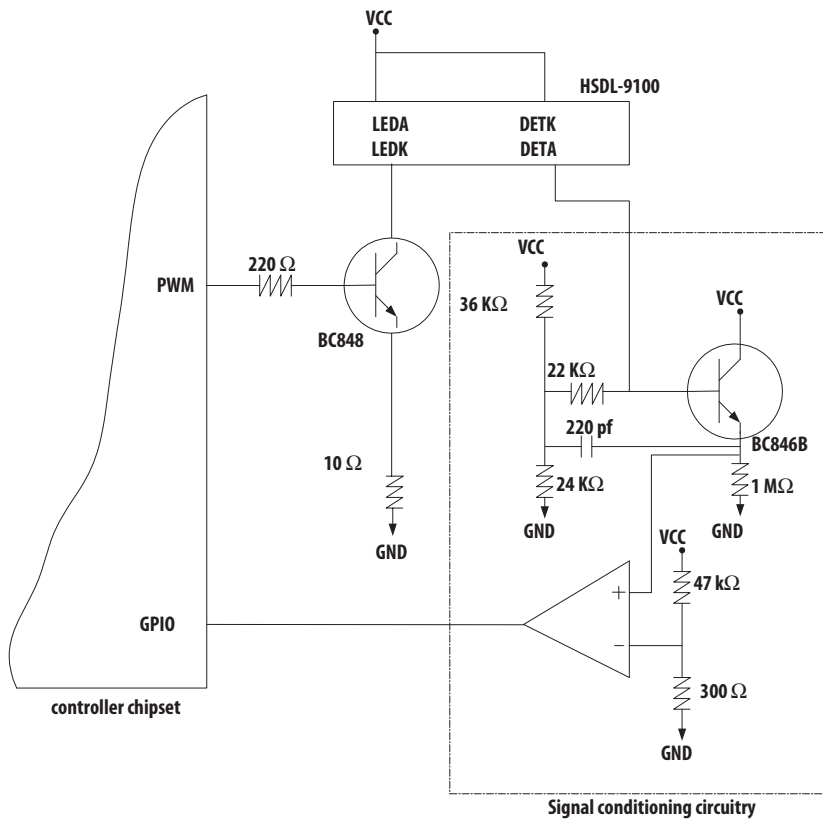 VCC
HSDL-9100
LEDA DETK
LEDK DETA
VCC
220 Ω
PWM
36 KΩ
VCC
BC848
22 KΩ
220 pf
BC846B
10 Ω
24 KΩ
1 MΩ
GND
GND
VCC
GND
47 kΩ
+
GPIO
−
300 Ω
controller chipset
GND
Signal conditioning circuitry